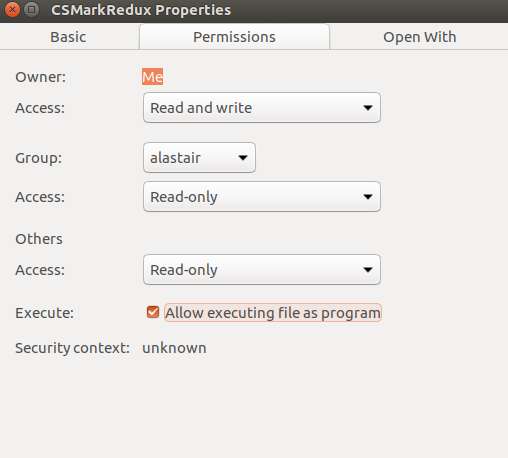 CSMarkRedux Properties
Basic Permissions Open With
Owner: Me
Access: Read and write
Group: alastair
Access: Read-only
Others
Access: Read-only
Execute: Allow executing file as program
Security context: unknown